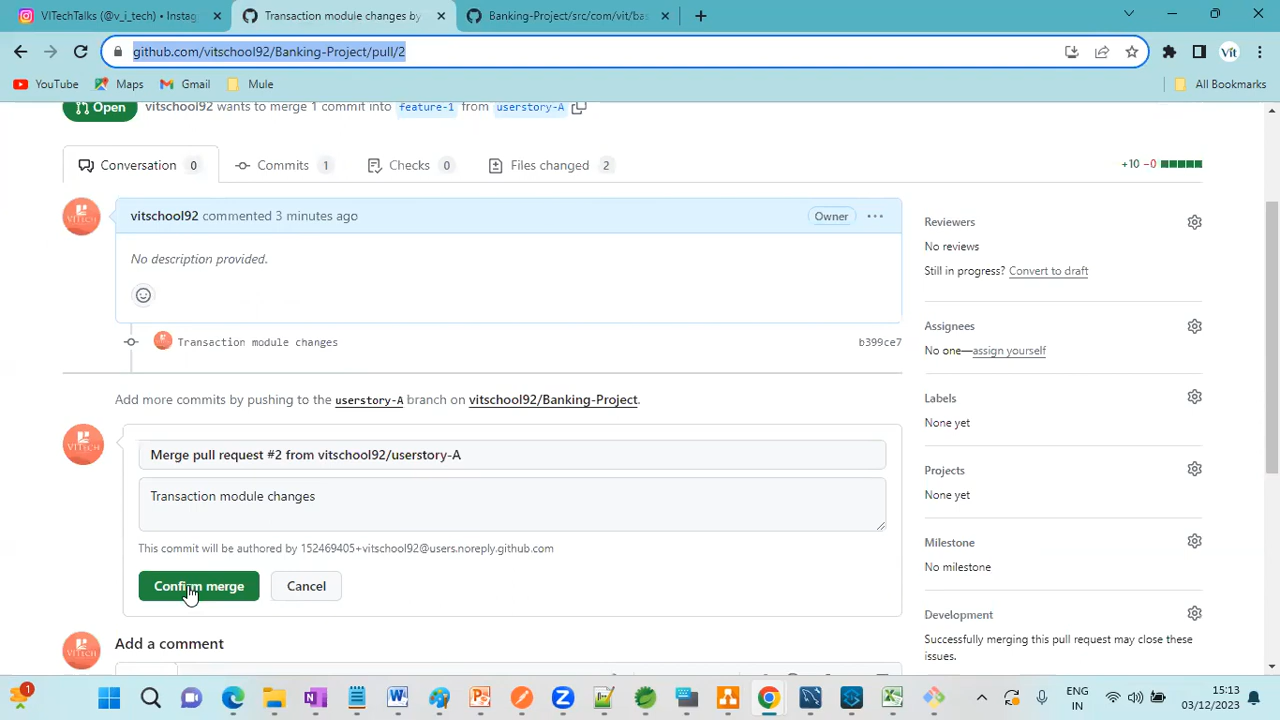 VITechTalks (@v_i_tech) • Instag
Transaction module changes by
Banking-Project/src/com/vit/ba
github.com/vitschool92/Banking-Project/pull/2
Vit
YouTube
Maps
Gmail
Mule
All Bookmarks
Open
vitschool92 wants to merge 1 commit into feature-1 from userstory-A
Conversation 0
Commits 1
Checks 0
Files changed 2
+10 −0
vitschool92 commented 3 minutes ago
Owner
No description provided.
Transaction module changes
b399ce7
Add more commits by pushing to the userstory-A branch on vitschool92/Banking-Project.
Merge pull request #2 from vitschool92/userstory-A
Transaction module changes
This commit will be authored by 152469405+vitschool92@users.noreply.github.com
Confirm merge
Cancel
Add a comment
Reviewers
No reviews
Still in progress? Convert to draft
Assignees
No one—assign yourself
Labels
None yet
Projects
None yet
Milestone
No milestone
Development
Successfully merging this pull request may close these
issues.
1
ENG
IN
15:13
03/12/2023